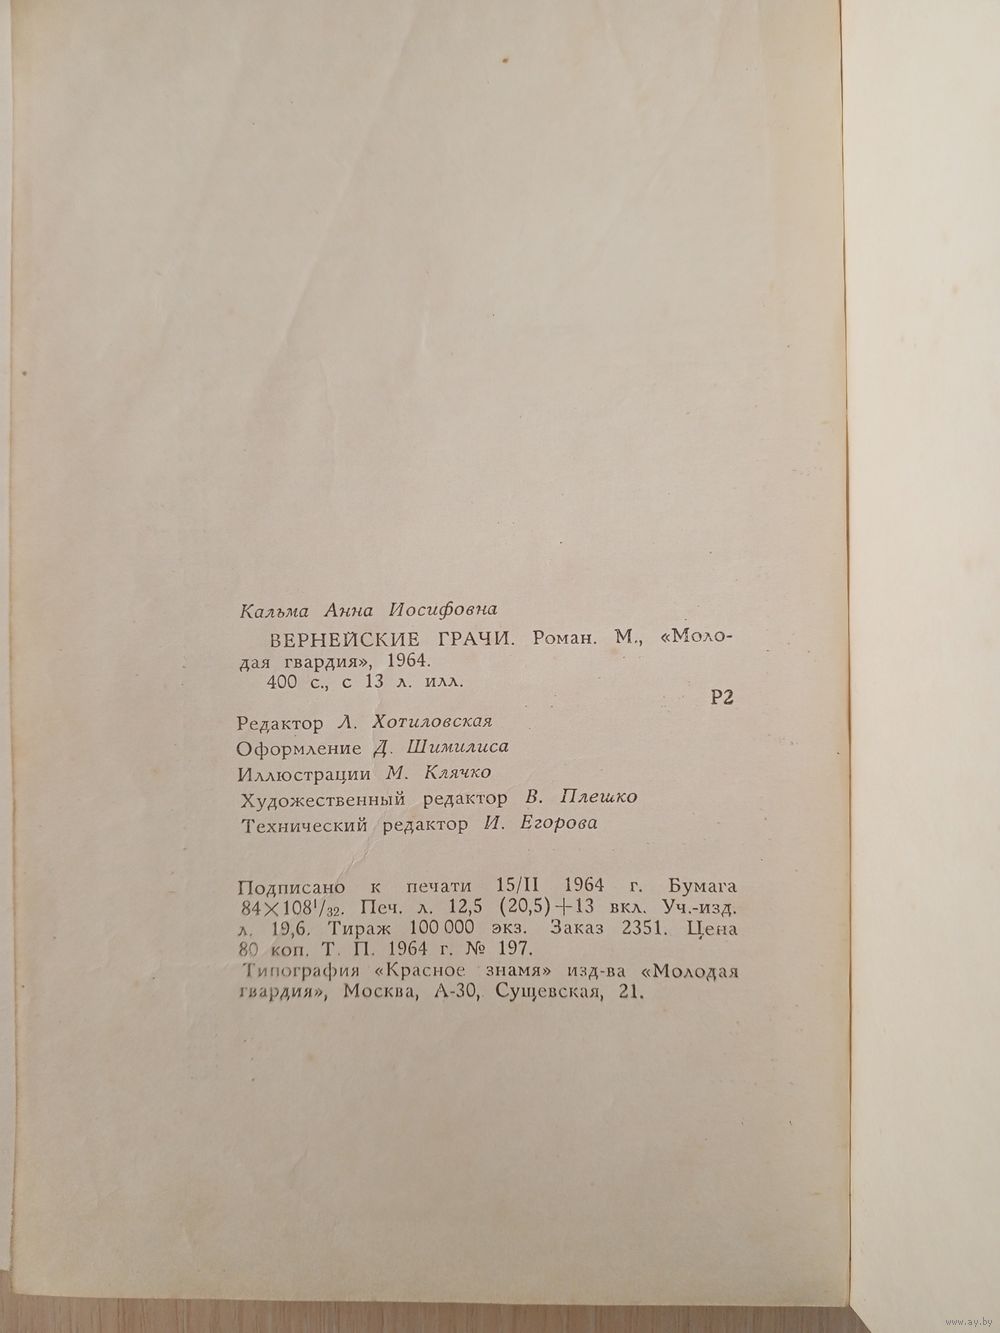 Кальма Анна Иосифовна
ВЕРНЕЙСКИЕ ГРАЧИ. Роман. М., «Моло-
дая гвардия», 1964.
400 с., с 13 л. илл.
Р2
Редактор Л. Хотиловская
Оформление Д. Шимилиса
Иллюстрации М. Клячко
Художественный редактор В. Плешко
Технический редактор И. Егорова
Подписано к печати 15/II 1964 г. Бумага
84×108¹/₃₂. Печ. л. 12,5 (20,5)+13 вкл. Уч.-изд.
л. 19,6. Тираж 100 000 экз. Заказ 2351. Цена
80 коп. Т. П. 1964 г. № 197.
Типография «Красное знамя» изд-ва «Молодая
гвардия», Москва, А-30, Сущевская, 21.
www.ay.by